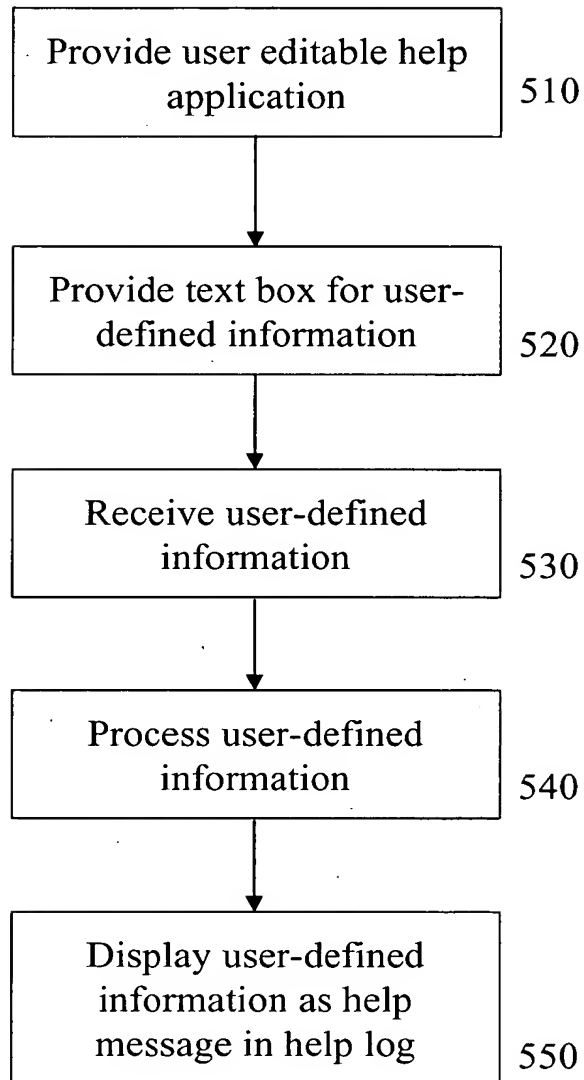 Provide user editable help
application
510
Provide text box for user-
defined information
520
Receive user-defined
information
530
Process user-defined
information
540
Display user-defined
information as help
message in help log
550